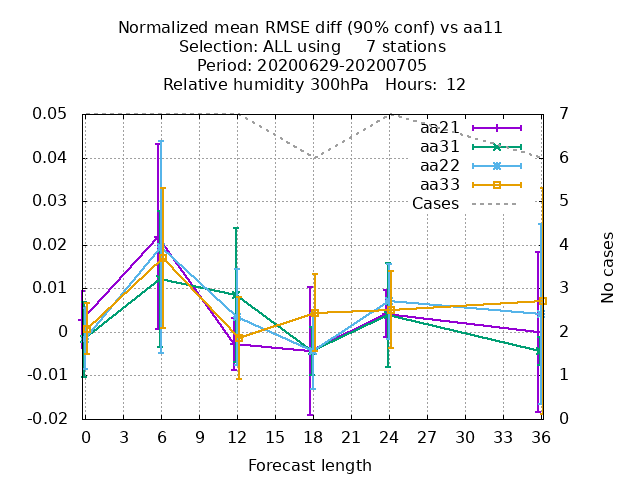 Normalized mean RMSE diff (90% conf) vs aa11
Selection: ALL using 7 stations
Period: 20200629-20200705
Relative humidity 300hPa Hours: 12
0.05
0.04
0.03
0.02
0.01
0
-0.01
-0.02
7
6
5
4
3
2
1
0
aa21
aa31
aa22
aa33
Cases
No cases
0 3 6 9 12 15 18 21 24 27 30 33 36
Forecast length